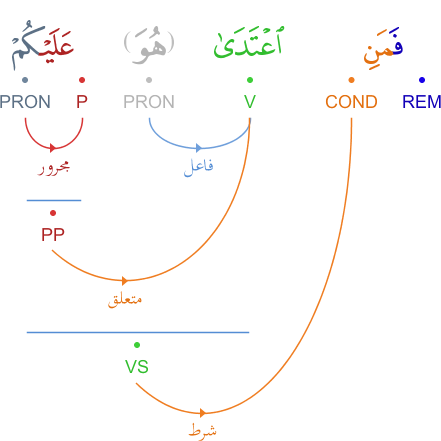 فَمَنِ ٱعْتَدَىٰ (هُوَ) عَلَيْكُمْ
REM COND V PRON P PRON
فاعل مجرور
PP
متعلق
VS
شرط